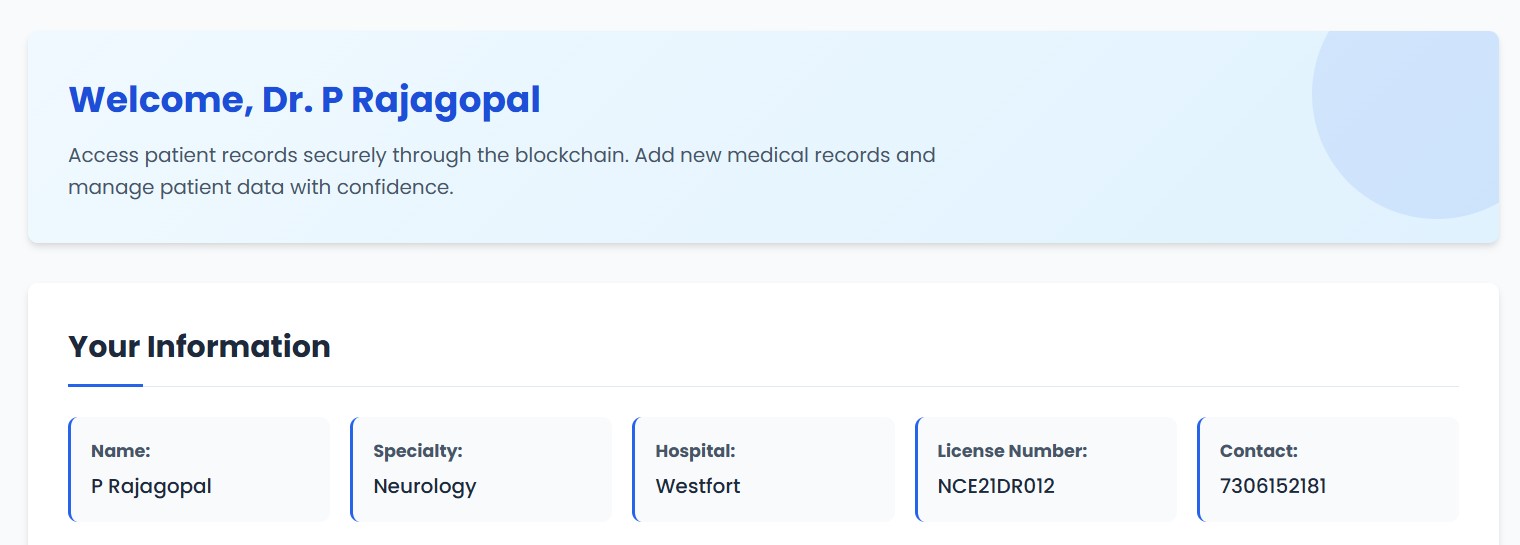 Welcome, Dr. P Rajagopal
Access patient records securely through the blockchain. Add new medical records and
manage patient data with confidence.
Your Information
Name:
P Rajagopal
Specialty:
Neurology
Hospital:
Westfort
License Number:
NCE21DR012
Contact:
7306152181